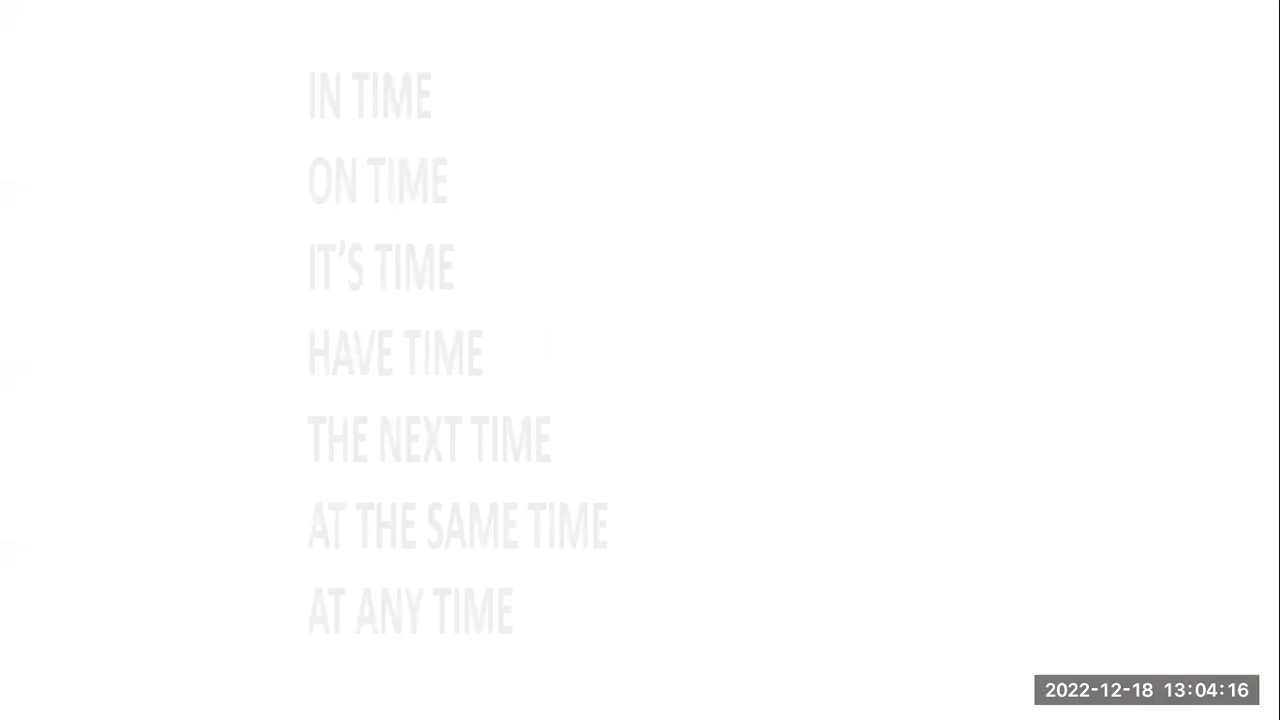 IN TIME
ON TIME
IT’S TIME
HAVE TIME
THE NEXT TIME
AT THE SAME TIME
AT ANY TIME
2022-12-18 13:04:16